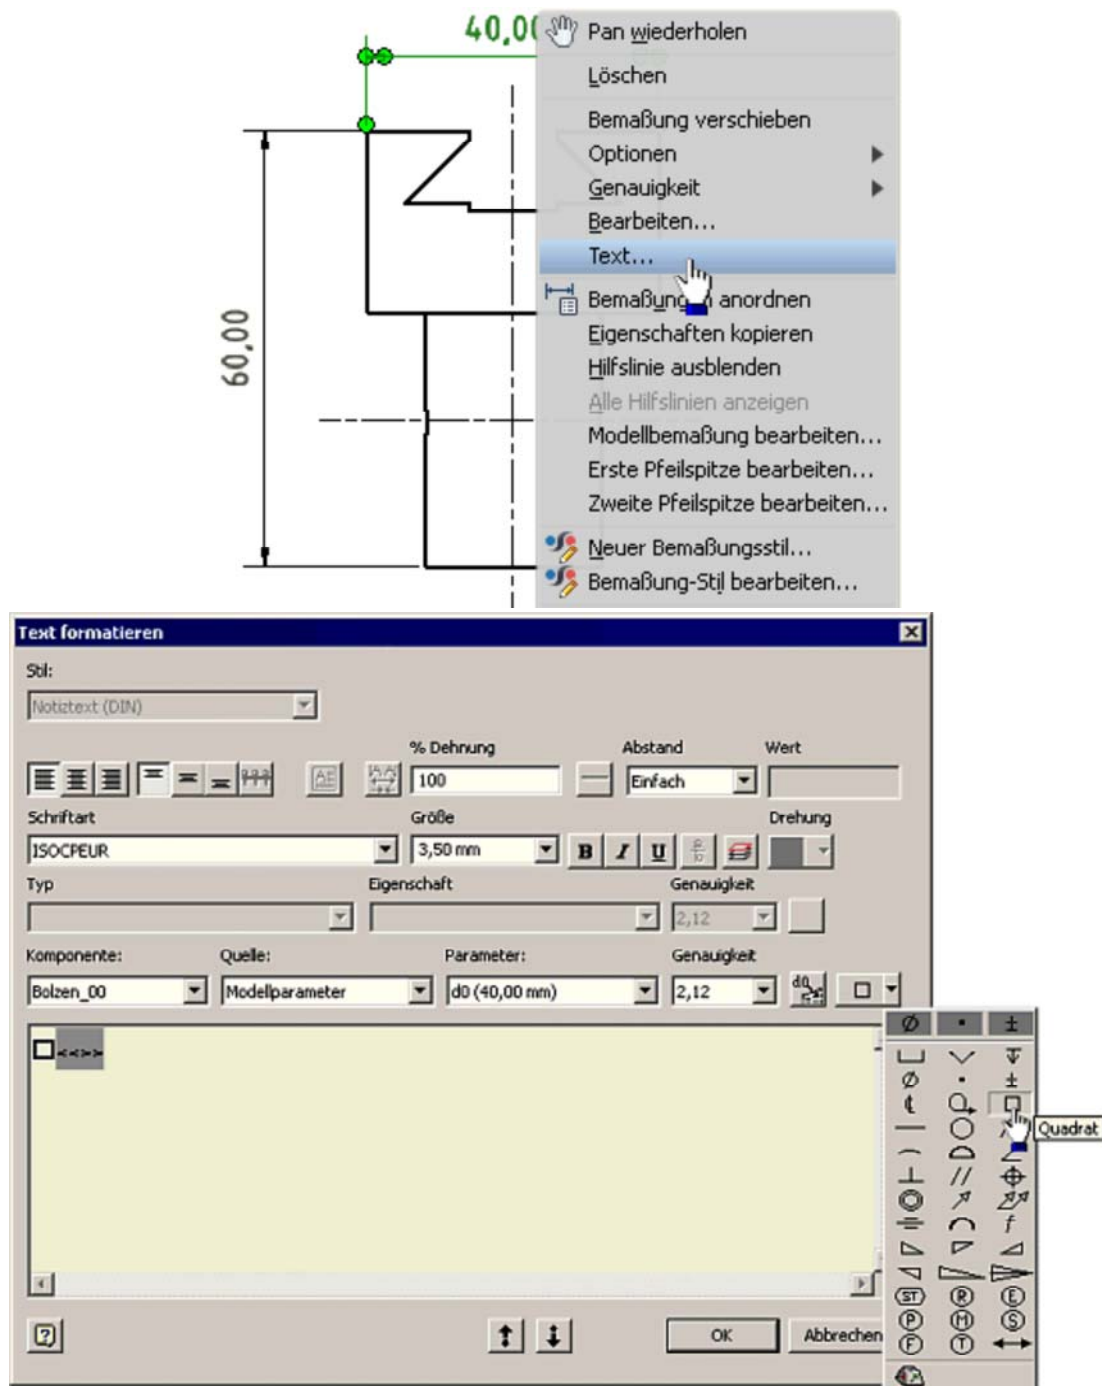 40,00
60,00
Pan wiederholen
Löschen
Bemaßung verschieben
Optionen
Genauigkeit
Bearbeiten...
Text...
anordnen
Eigenschaften kopieren
Hilfslinie ausblenden
Alle Hilfslinien anzeigen
Modellbemaßung bearbeiten...
Erste Pfeilspitze bearbeiten...
Zweite Pfeilspitze bearbeiten...
Neuer Bemaßungsstil...
Bemaßung-Stil bearbeiten...
Text formatieren
Stil:
Notiztext (DIN)
% Dehnung Abstand Wert
100 Einfach
Schriftart Größe Drehung
ISOCPEUR 3,50 mm B I U
Typ Eigenschaft Genauigkeit
2,12
Komponente: Quelle: Parameter: Genauigkeit
Bolzen_00 Modellparameter d0 (40,00 mm) 2,12
<<>>
Quadrat
ST R E
P M S
F T
OK Abbrechen